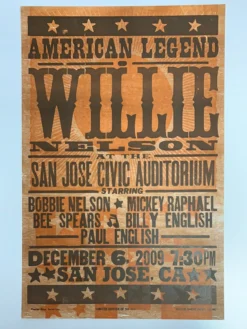 AMERICAN LEGEND
WILLIE
NELSON
AT THE
SAN JOSE CIVIC AUDITORIUM
STARRING
BOBBIE NELSON ★ MICKEY RAPHAEL
BEE SPEARS ♫ BILLY ENGLISH
PAUL ENGLISH
DECEMBER 6, 2009 7:30PM
SAN JOSE, CA